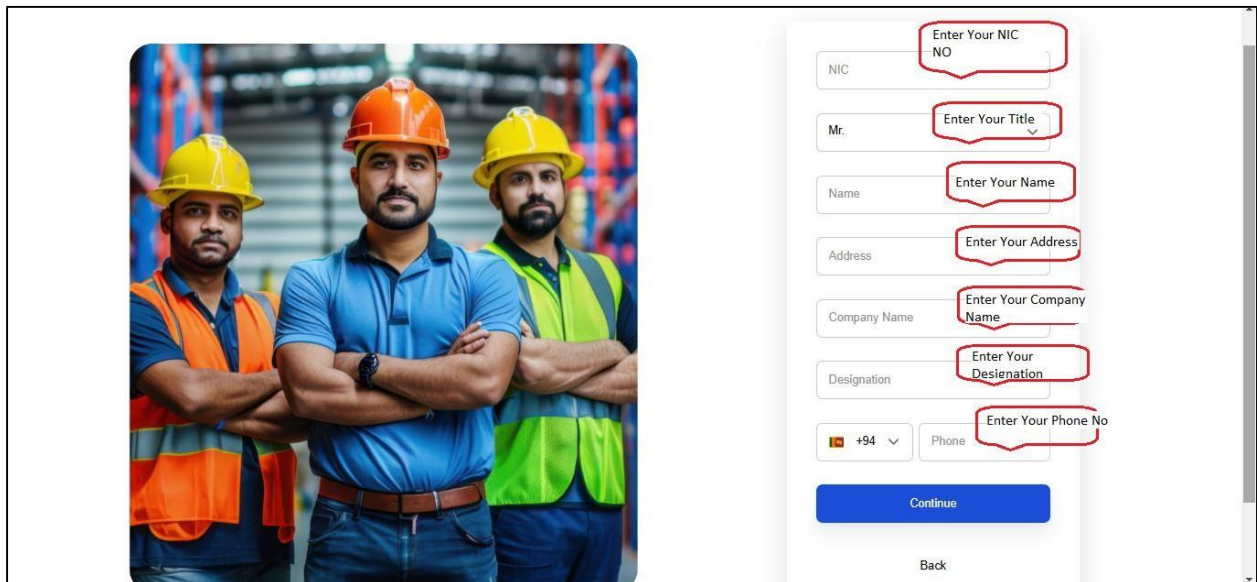 Enter Your NIC
NO
NIC
Enter Your Title
Mr.
Enter Your Name
Name
Enter Your Address
Address
Enter Your Company
Name
Company Name
Enter Your
Designation
Designation
Enter Your Phone No
+94
Phone
Continue
Back